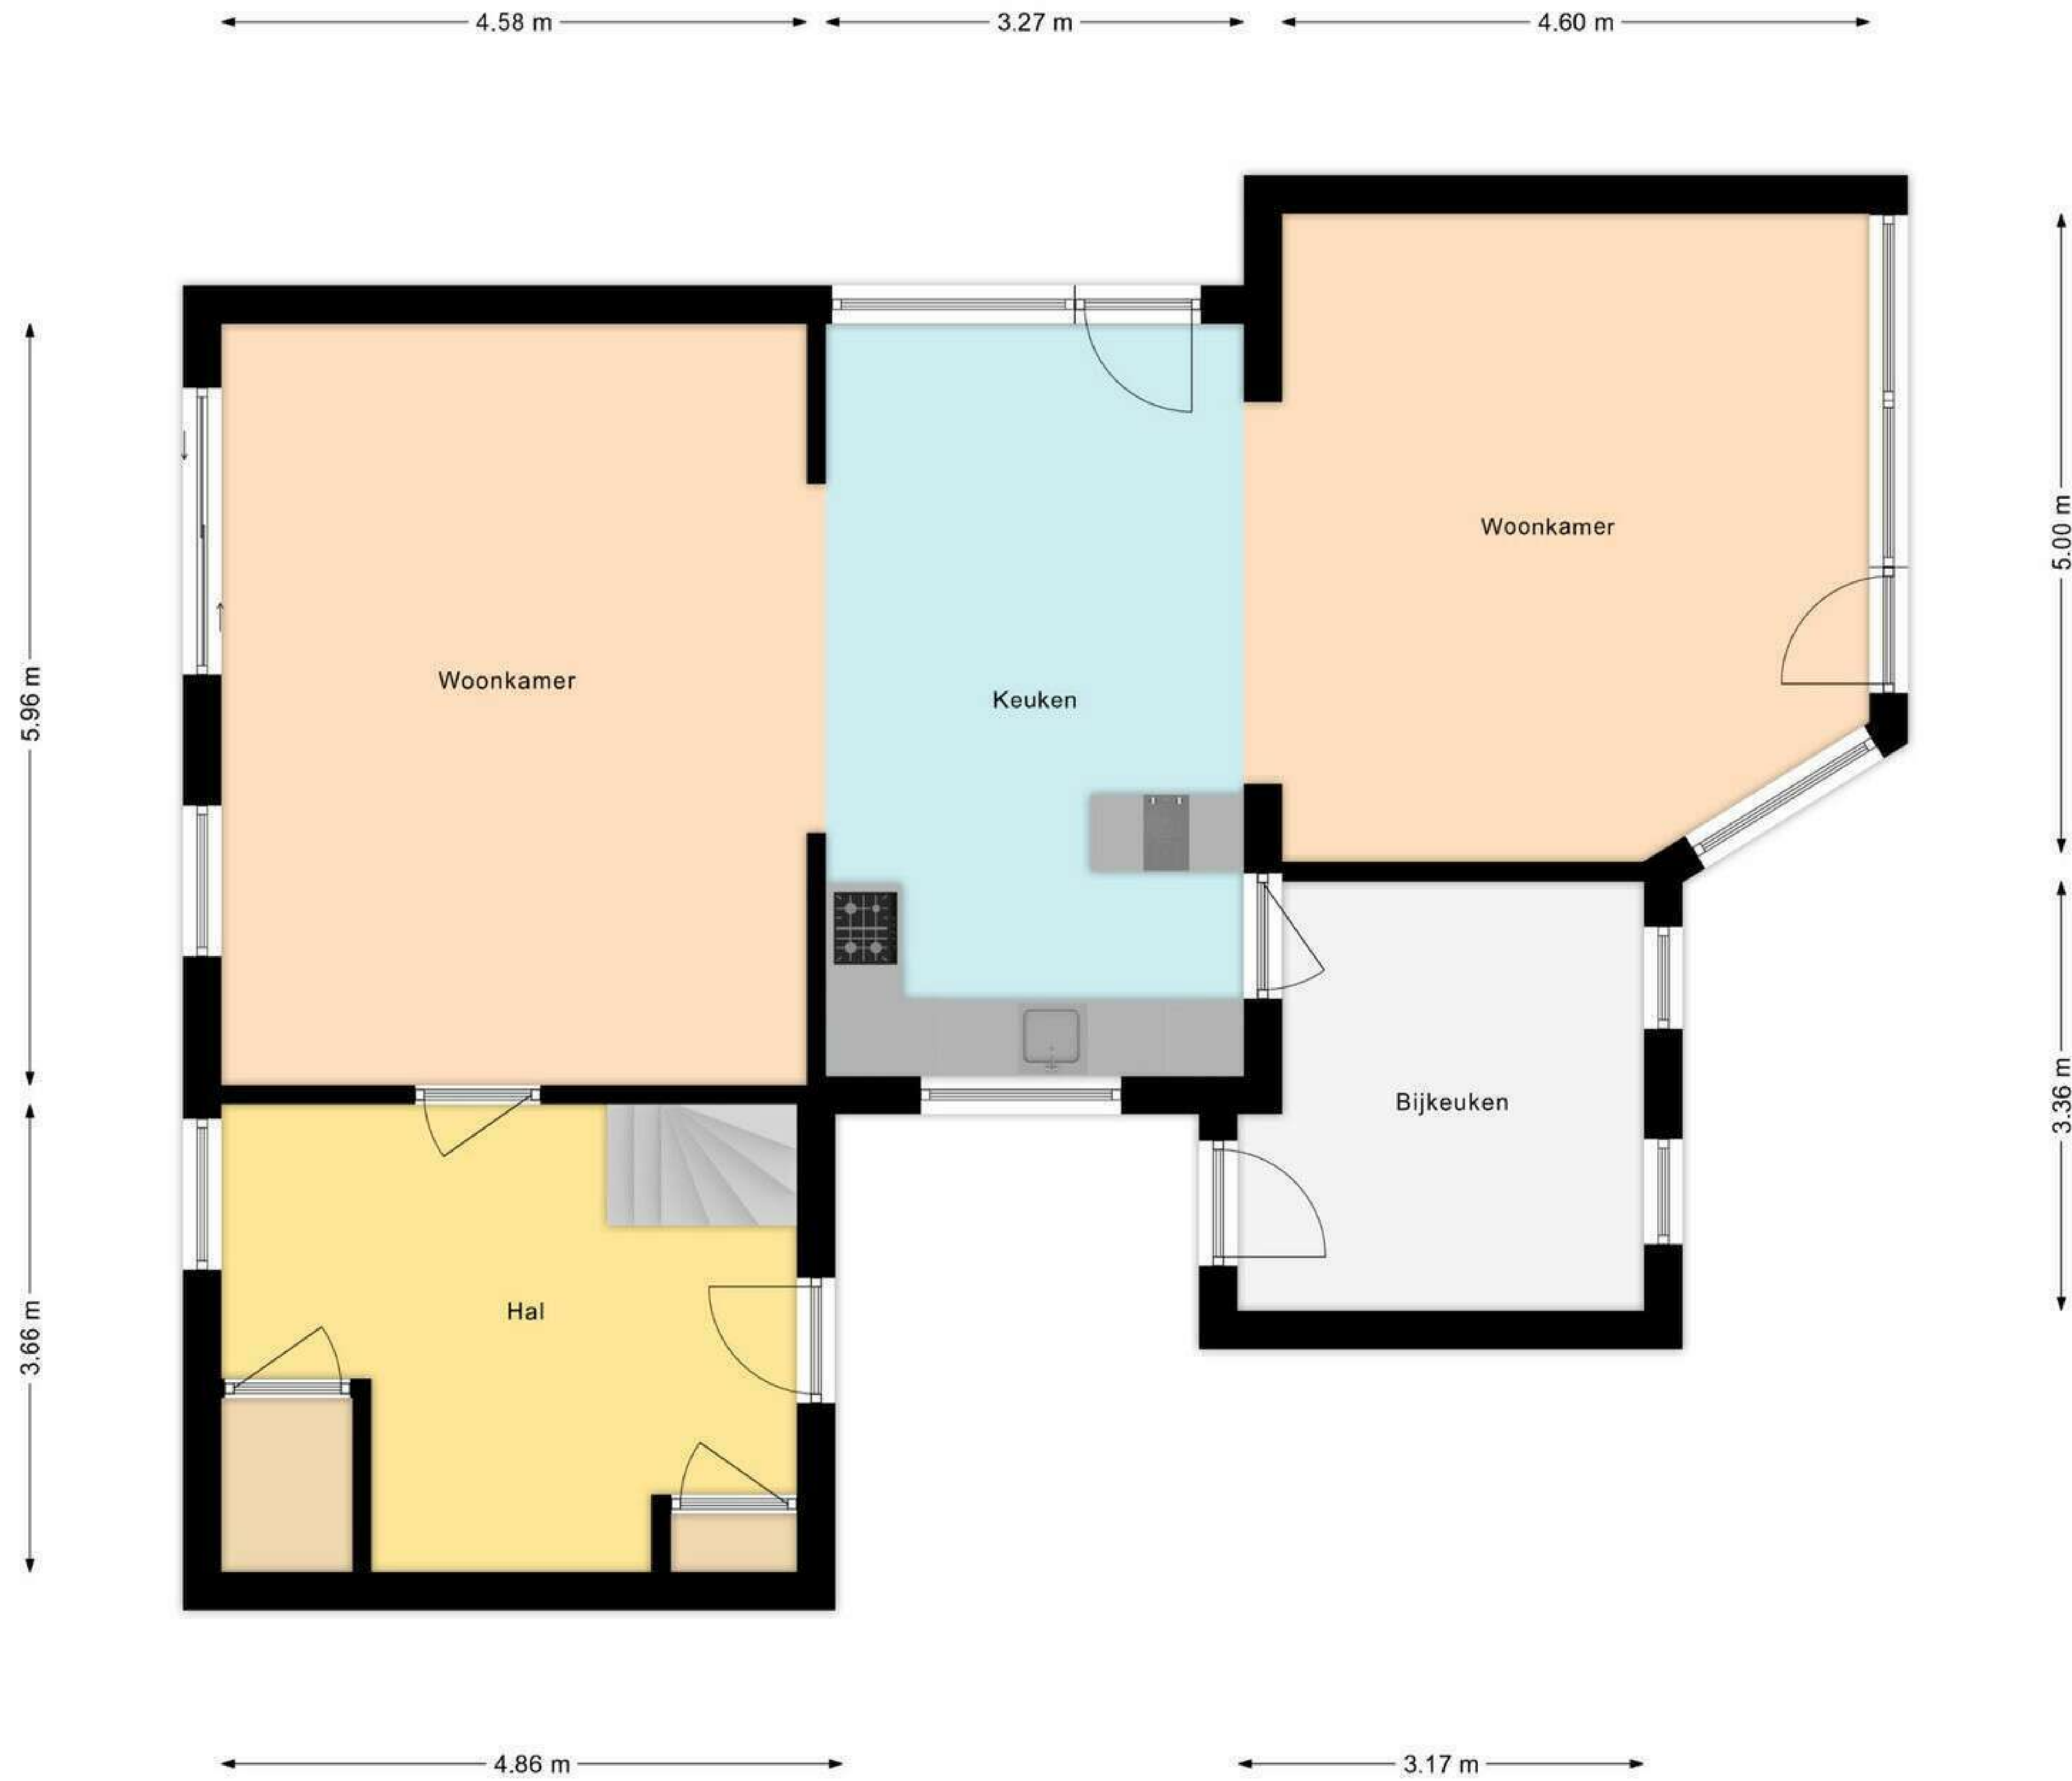 4.58 m
3.27 m
4.60 m
Woonkamer
5.00 m
Woonkamer
5.96 m
Keuken
Bijkeuken
3.36 m
Hal
3.66 m
4.86 m
3.17 m